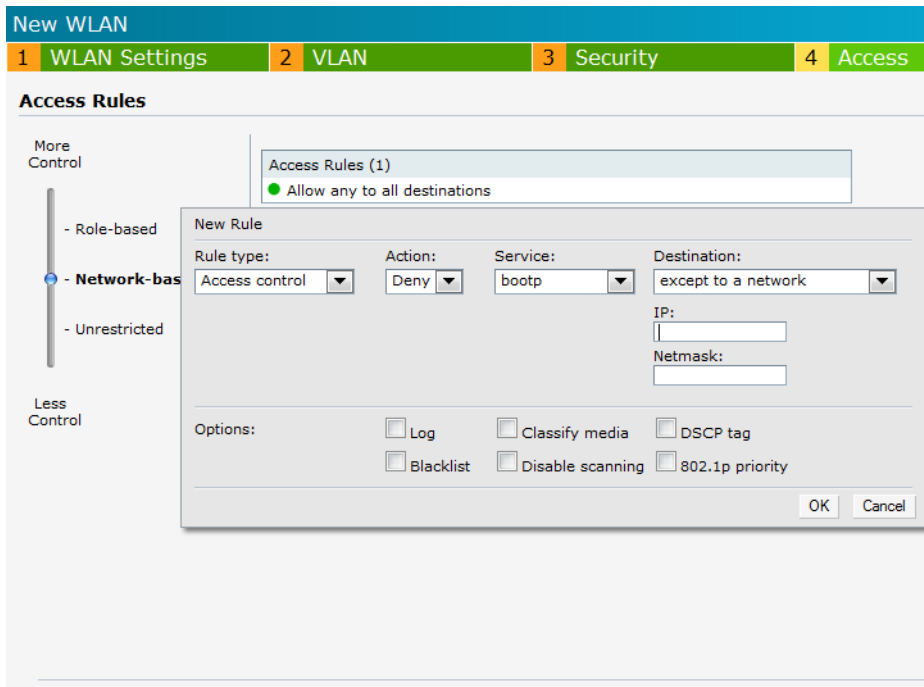 New WLAN
1 WLAN Settings 2 VLAN 3 Security 4 Access
Access Rules
More
Control
- Role-based
- Network-bas
- Unrestricted
Less
Control
Access Rules (1)
Allow any to all destinations
New Rule
Rule type: Action: Service: Destination:
Access control Deny bootp except to a network
IP:
Netmask:
Options: Log Classify media DSCP tag
Blacklist Disable scanning 802.1p priority
OK Cancel